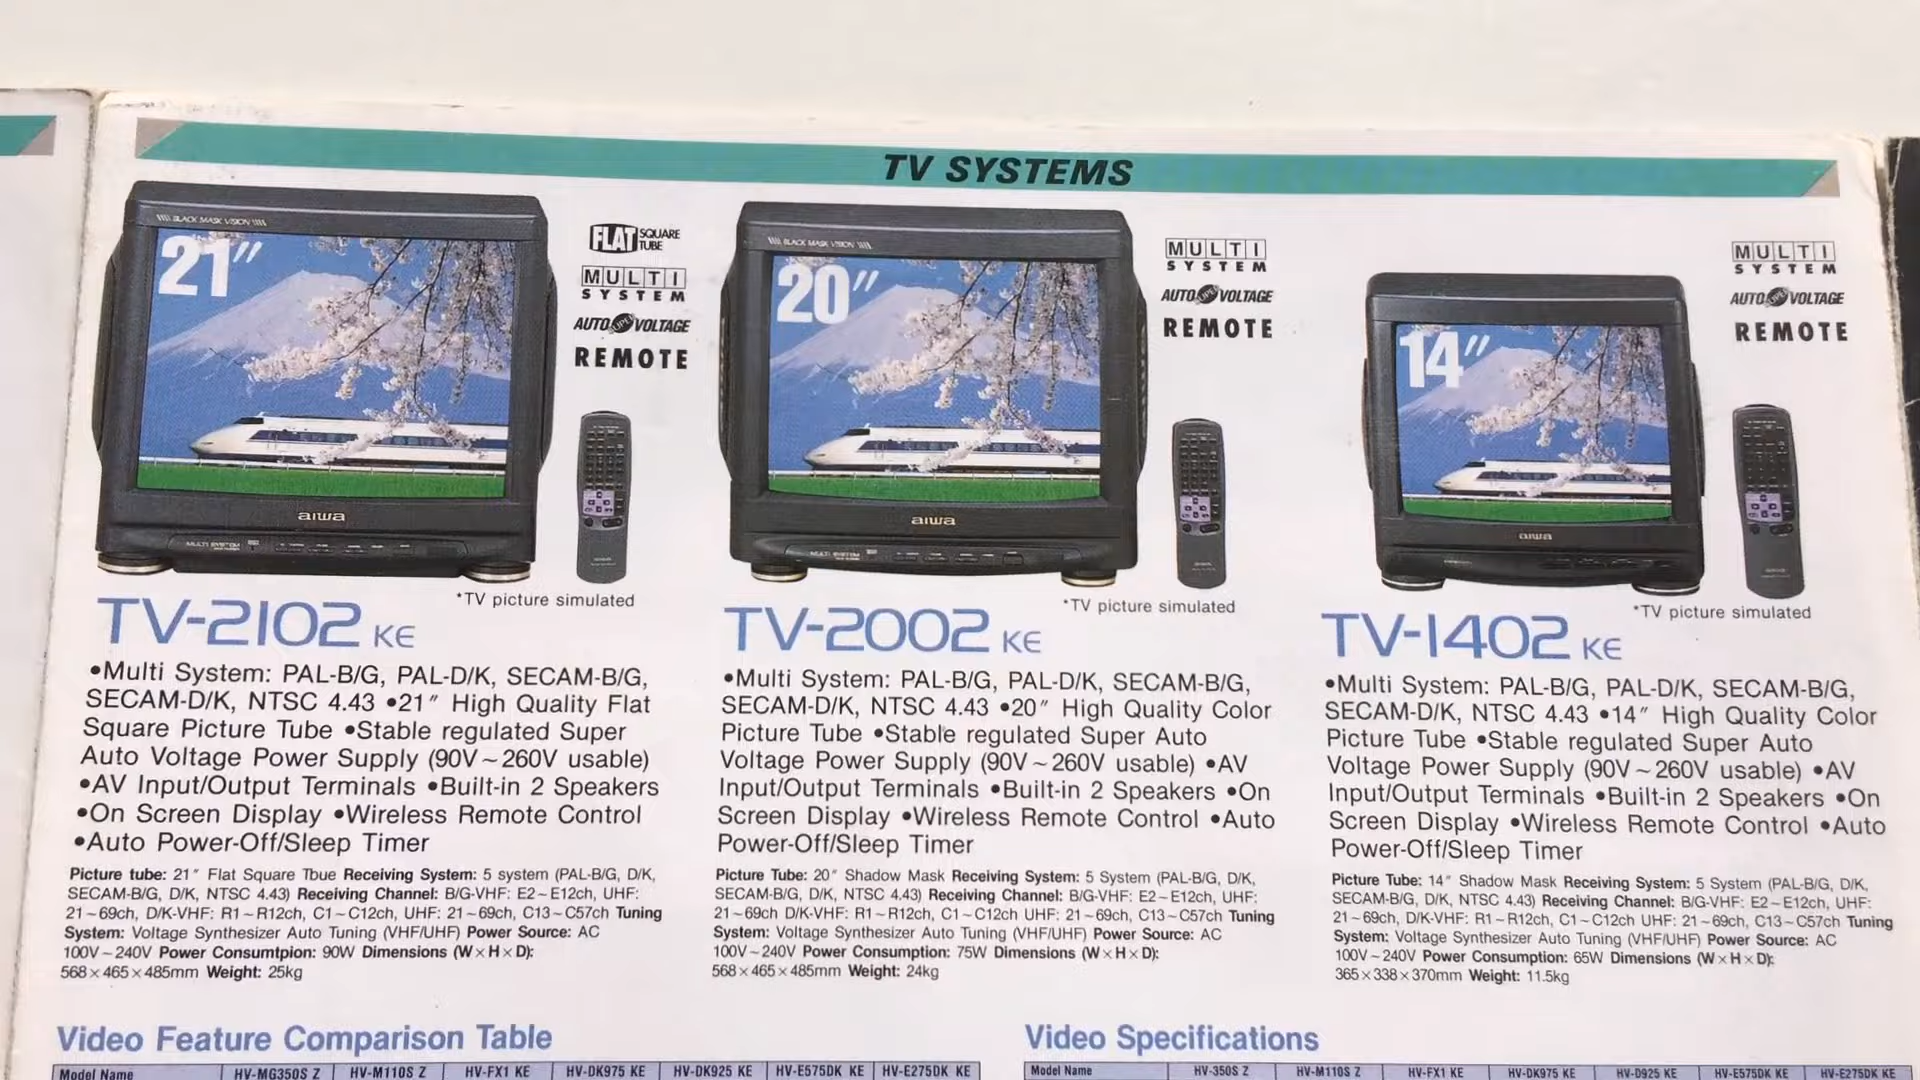 TV SYSTEMS
BLACK MASK VISION
21"
FLAT SQUARE TUBE
MULTI SYSTEM
AUTO VOLTAGE
REMOTE
aiwa
MULTI SYSTEM
*TV picture simulated
TV-2102 KE
•Multi System: PAL-B/G, PAL-D/K, SECAM-B/G,
SECAM-D/K, NTSC 4.43 •21" High Quality Flat
Square Picture Tube •Stable regulated Super
Auto Voltage Power Supply (90V~260V usable)
•AV Input/Output Terminals •Built-in 2 Speakers
•On Screen Display •Wireless Remote Control
•Auto Power-Off/Sleep Timer
Picture tube: 21" Flat Square Tbue Receiving System: 5 system (PAL-B/G, D/K,
SECAM-B/G, D/K, NTSC 4.43) Receiving Channel: B/G-VHF: E2~E12ch, UHF:
21~69ch, D/K-VHF: R1~R12ch, C1~C12ch, UHF: 21~69ch, C13~C57ch Tuning
System: Voltage Synthesizer Auto Tuning (VHF/UHF) Power Source: AC
100V~240V Power Consumtpion: 90W Dimensions (W×H×D):
568×465×485mm Weight: 25kg
BLACK MASK VISION
20"
MULTI SYSTEM
AUTO VOLTAGE
REMOTE
aiwa
MULTI SYSTEM
*TV picture simulated
TV-2002 KE
•Multi System: PAL-B/G, PAL-D/K, SECAM-B/G,
SECAM-D/K, NTSC 4.43 •20" High Quality Color
Picture Tube •Stable regulated Super Auto
Voltage Power Supply (90V~260V usable) •AV
Input/Output Terminals •Built-in 2 Speakers •On
Screen Display •Wireless Remote Control •Auto
Power-Off/Sleep Timer
Picture Tube: 20" Shadow Mask Receiving System: 5 System (PAL-B/G, D/K,
SECAM-B/G, D/K, NTSC 4.43) Receiving Channel: B/G-VHF: E2~E12ch, UHF:
21~69ch D/K-VHF: R1~R12ch, C1~C12ch UHF: 21~69ch, C13~C57ch Tuning
System: Voltage Synthesizer Auto Tuning (VHF/UHF) Power Source: AC
100V~240V Power Consumption: 75W Dimensions (W×H×D):
568×465×485mm Weight: 24kg
14"
MULTI SYSTEM
AUTO VOLTAGE
REMOTE
aiwa
*TV picture simulated
TV-1402 KE
•Multi System: PAL-B/G, PAL-D/K, SECAM-B/G,
SECAM-D/K, NTSC 4.43 •14" High Quality Color
Picture Tube •Stable regulated Super Auto
Voltage Power Supply (90V~260V usable) •AV
Input/Output Terminals •Built-in 2 Speakers •On
Screen Display •Wireless Remote Control •Auto
Power-Off/Sleep Timer
Picture Tube: 14" Shadow Mask Receiving System: 5 System (PAL-B/G, D/K,
SECAM-B/G, D/K, NTSC 4.43) Receiving Channel: B/G-VHF: E2~E12ch, UHF:
21~69ch, D/K-VHF: R1~R12ch, C1~C12ch UHF: 21~69ch, C13~C57ch Tuning
System: Voltage Synthesizer Auto Tuning (VHF/UHF) Power Source: AC
100V~240V Power Consumption: 65W Dimensions (W×H×D):
365×338×370mm Weight: 11.5kg
Video Feature Comparison Table
Model Name HV-MG350S Z HV-M110S Z HV-FX1 KE HV-DK975 KE HV-DK925 KE HV-E575DK KE HV-E275DK KE
Video Specifications
Model Name HV-350S Z HV-M110S Z HV-FX1 KE HV-DK975 KE HV-D925 KE HV-E575DK KE HV-E275DK KE